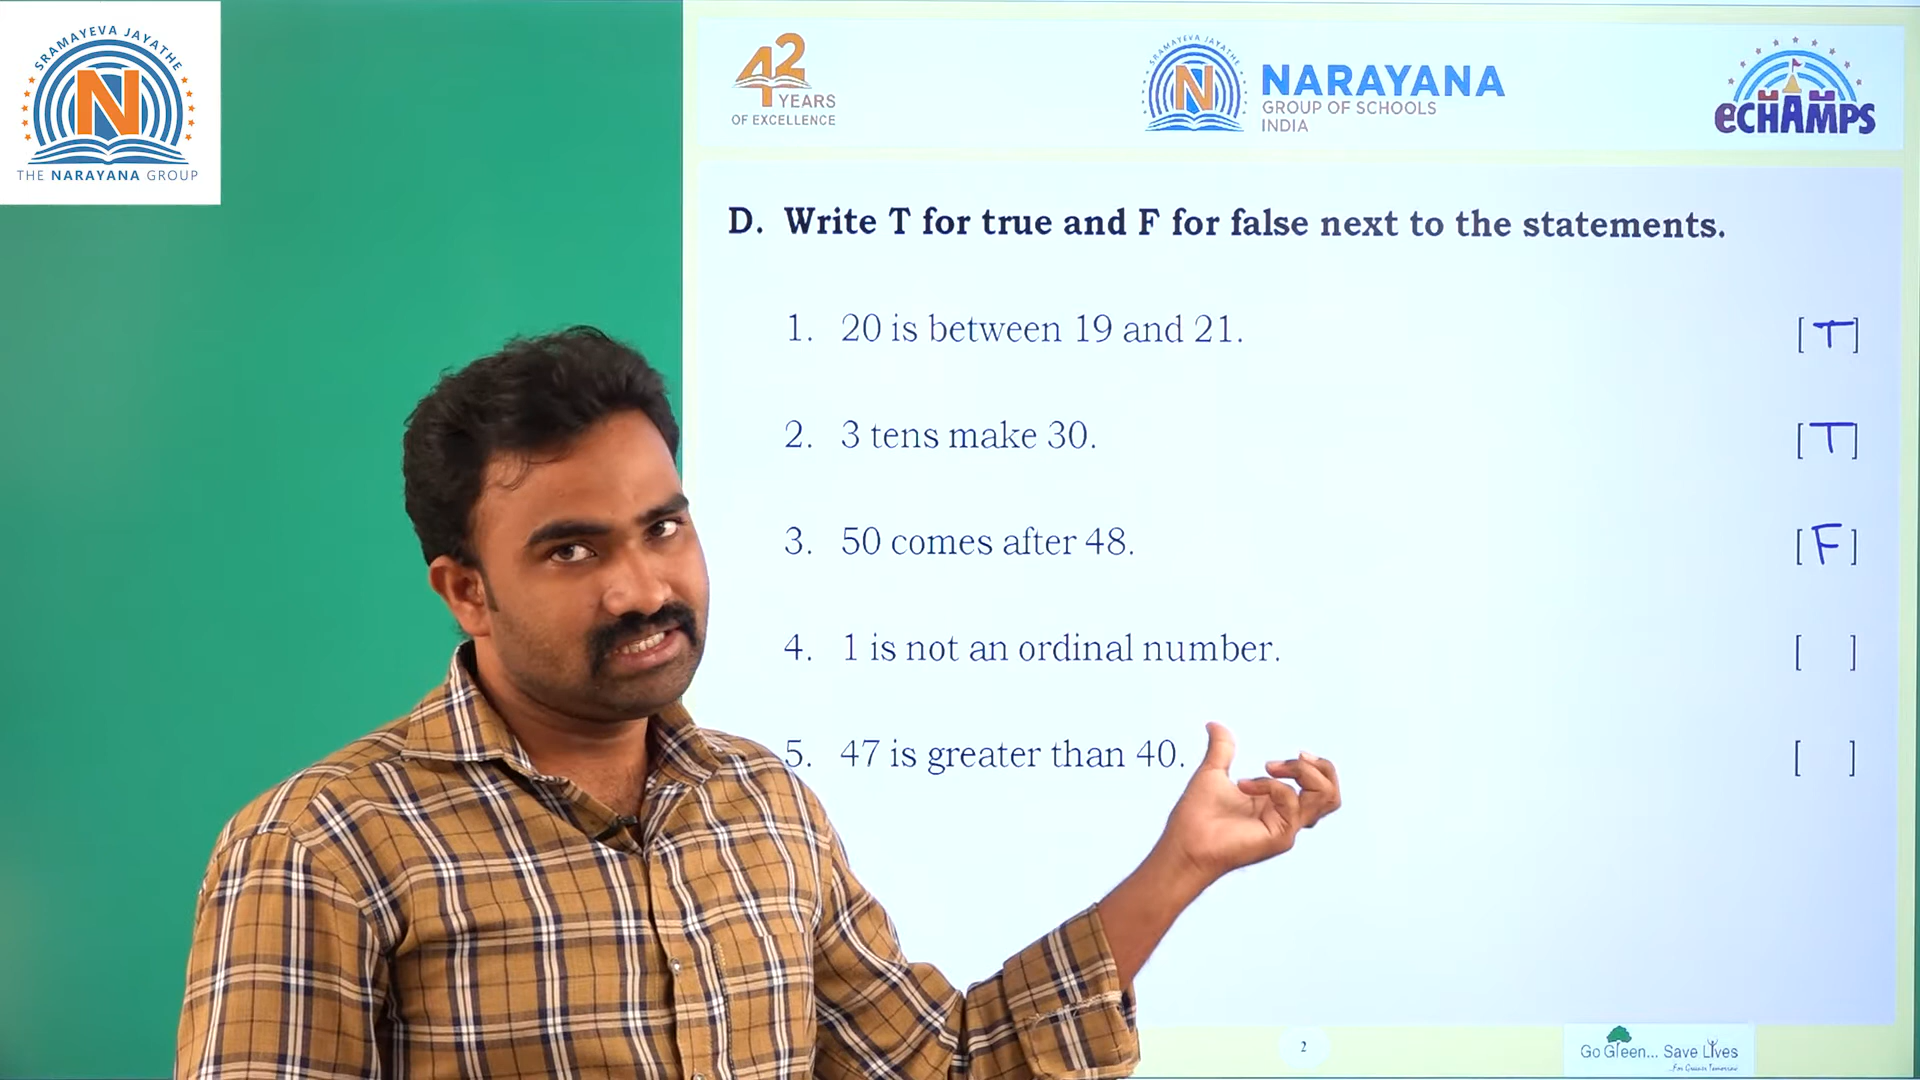 SRAMAYEVA JAYATHE
N
THE NARAYANA GROUP
42
YEARS
OF EXCELLENCE
SRAMAYEVA JAYATHE
N
NARAYANA
GROUP OF SCHOOLS
INDIA
eCHAMPS
D. Write T for true and F for false next to the statements.
1. 20 is between 19 and 21. [T]
2. 3 tens make 30. [T]
3. 50 comes after 48. [F]
4. 1 is not an ordinal number. [ ]
5. 47 is greater than 40. [ ]
2
Go Green... Save Lives
...For Greener Tomorrow